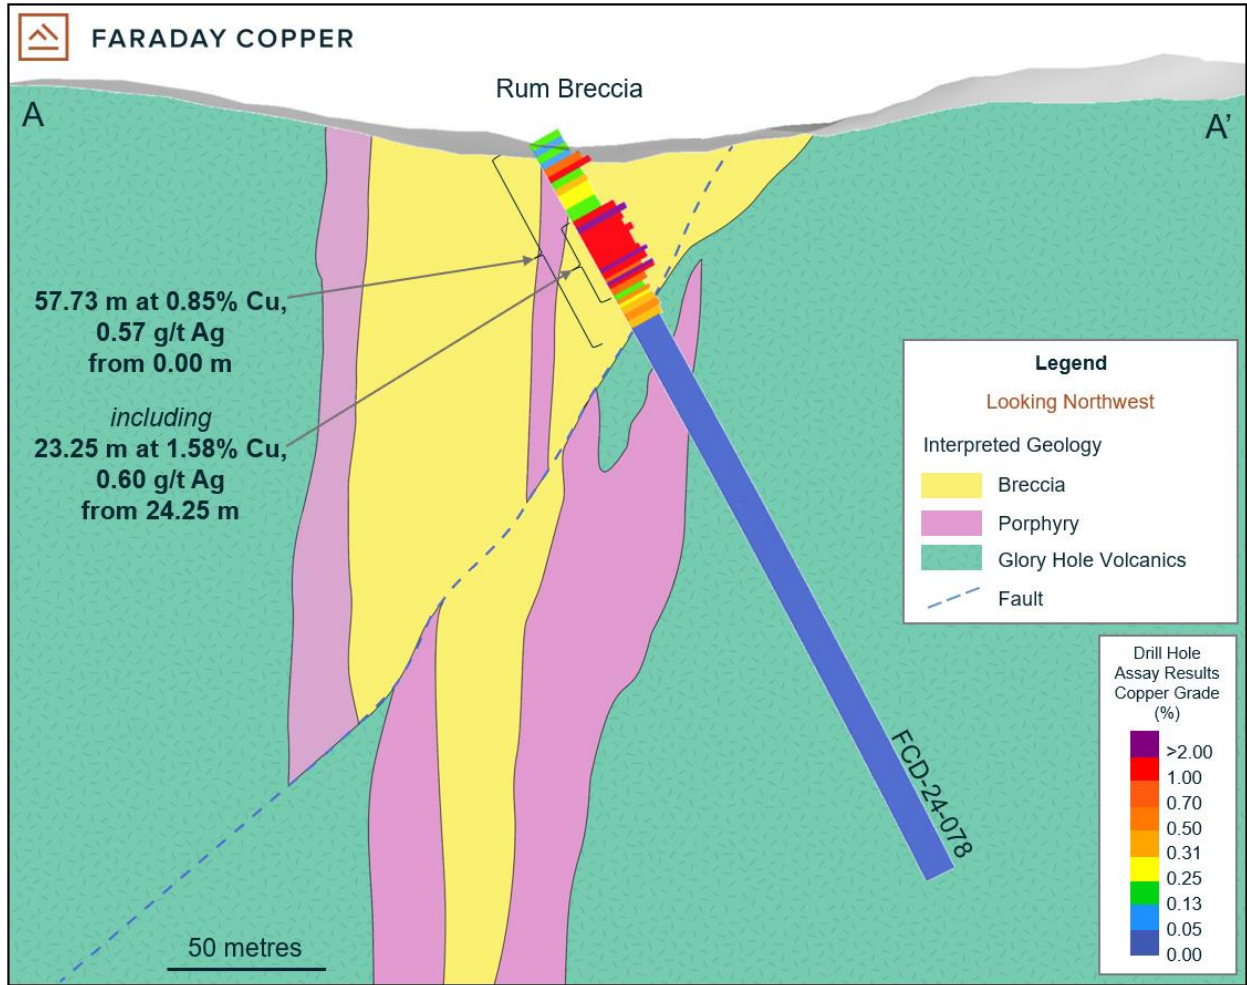 FARADAY COPPER
Rum Breccia
A
A’
57.73 m at 0.85% Cu,
0.57 g/t Ag
from 0.00 m
including
23.25 m at 1.58% Cu,
0.60 g/t Ag
from 24.25 m
Legend
Looking Northwest
Interpreted Geology
Breccia
Porphyry
Glory Hole Volcanics
Fault
Drill Hole
Assay Results
Copper Grade
(%)
>2.00
1.00
0.70
0.50
0.31
0.25
0.13
0.05
0.00
FCD-24-078
50 metres